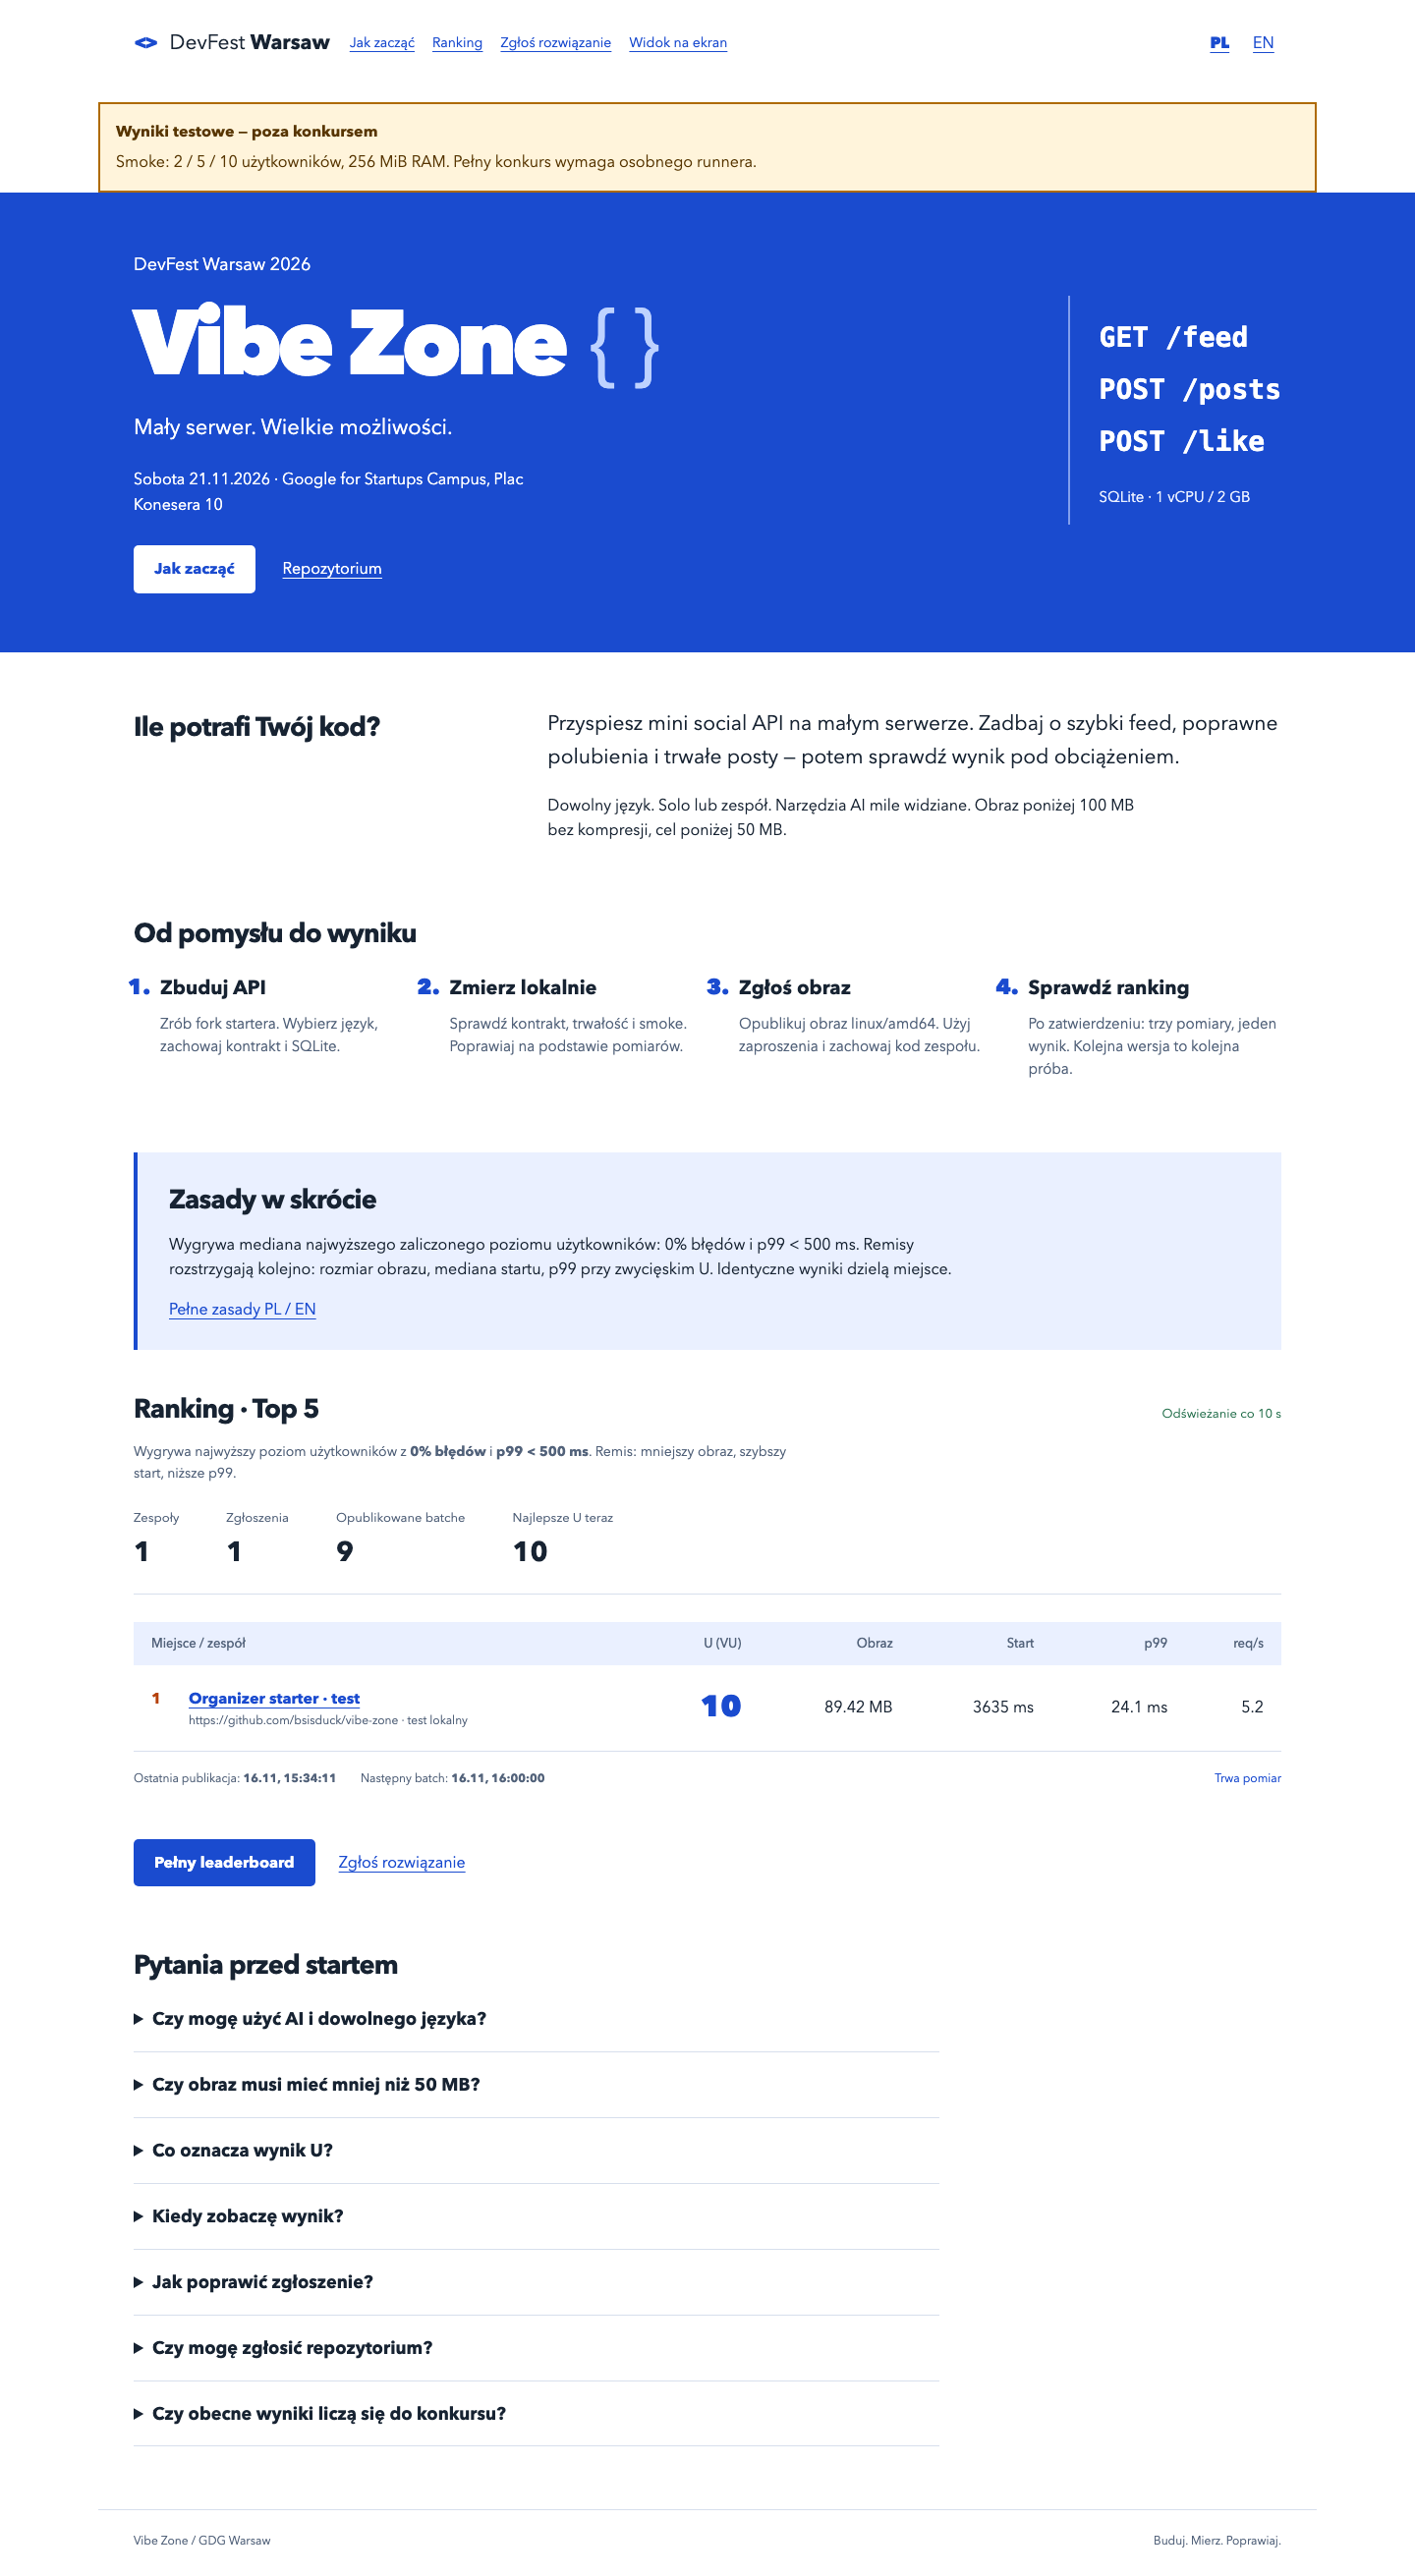 DevFest Warsaw
Jak zacząć
Ranking
Zgłoś rozwiązanie
Widok na ekran
PL
EN
Wyniki testowe – poza konkursem
Smoke: 2 / 5 / 10 użytkowników, 256 MiB RAM. Pełny konkurs wymaga osobnego runnera.
DevFest Warsaw 2026
Vibe Zone { }
Mały serwer. Wielkie możliwości.
Sobota 21.11.2026 · Google for Startups Campus, Plac
Konesera 10
Jak zacząć
Repozytorium
GET /feed
POST /posts
POST /like
SQLite · 1 vCPU / 2 GB
Ile potrafi Twój kod?
Przyspiesz mini social API na małym serwerze. Zadbaj o szybki feed, poprawne
polubienia i trwałe posty – potem sprawdź wynik pod obciążeniem.
Dowolny język. Solo lub zespół. Narzędzia AI mile widziane. Obraz poniżej 100 MB
bez kompresji, cel poniżej 50 MB.
Od pomysłu do wyniku
1. Zbuduj API
Zrób fork startera. Wybierz język,
zachowaj kontrakt i SQLite.
2. Zmierz lokalnie
Sprawdź kontrakt, trwałość i smoke.
Poprawiaj na podstawie pomiarów.
3. Zgłoś obraz
Opublikuj obraz linux/amd64. Użyj
zaproszenia i zachowaj kod zespołu.
4. Sprawdź ranking
Po zatwierdzeniu: trzy pomiary, jeden
wynik. Kolejna wersja to kolejna
próba.
Zasady w skrócie
Wygrywa mediana najwyższego zaliczonego poziomu użytkowników: 0% błędów i p99 < 500 ms. Remisy
rozstrzygają kolejno: rozmiar obrazu, mediana startu, p99 przy zwycięskim U. Identyczne wyniki dzielą miejsce.
Pełne zasady PL / EN
Ranking · Top 5
Odświeżanie co 10 s
Wygrywa najwyższy poziom użytkowników z 0% błędów i p99 < 500 ms. Remis: mniejszy obraz, szybszy
start, niższe p99.
Zespoły
1
Zgłoszenia
1
Opublikowane batche
9
Najlepsze U teraz
10
Miejsce / zespół U (VU) Obraz Start p99 req/s
1 Organizer starter · test 10 89.42 MB 3635 ms 24.1 ms 5.2
https://github.com/bsisduck/vibe-zone · test lokalny
Ostatnia publikacja: 16.11, 15:34:11 Następny batch: 16.11, 16:00:00 Trwa pomiar
Pełny leaderboard
Zgłoś rozwiązanie
Pytania przed startem
Czy mogę użyć AI i dowolnego języka?
Czy obraz musi mieć mniej niż 50 MB?
Co oznacza wynik U?
Kiedy zobaczę wynik?
Jak poprawić zgłoszenie?
Czy mogę zgłosić repozytorium?
Czy obecne wyniki liczą się do konkursu?
Vibe Zone / GDG Warsaw
Buduj. Mierz. Poprawiaj.